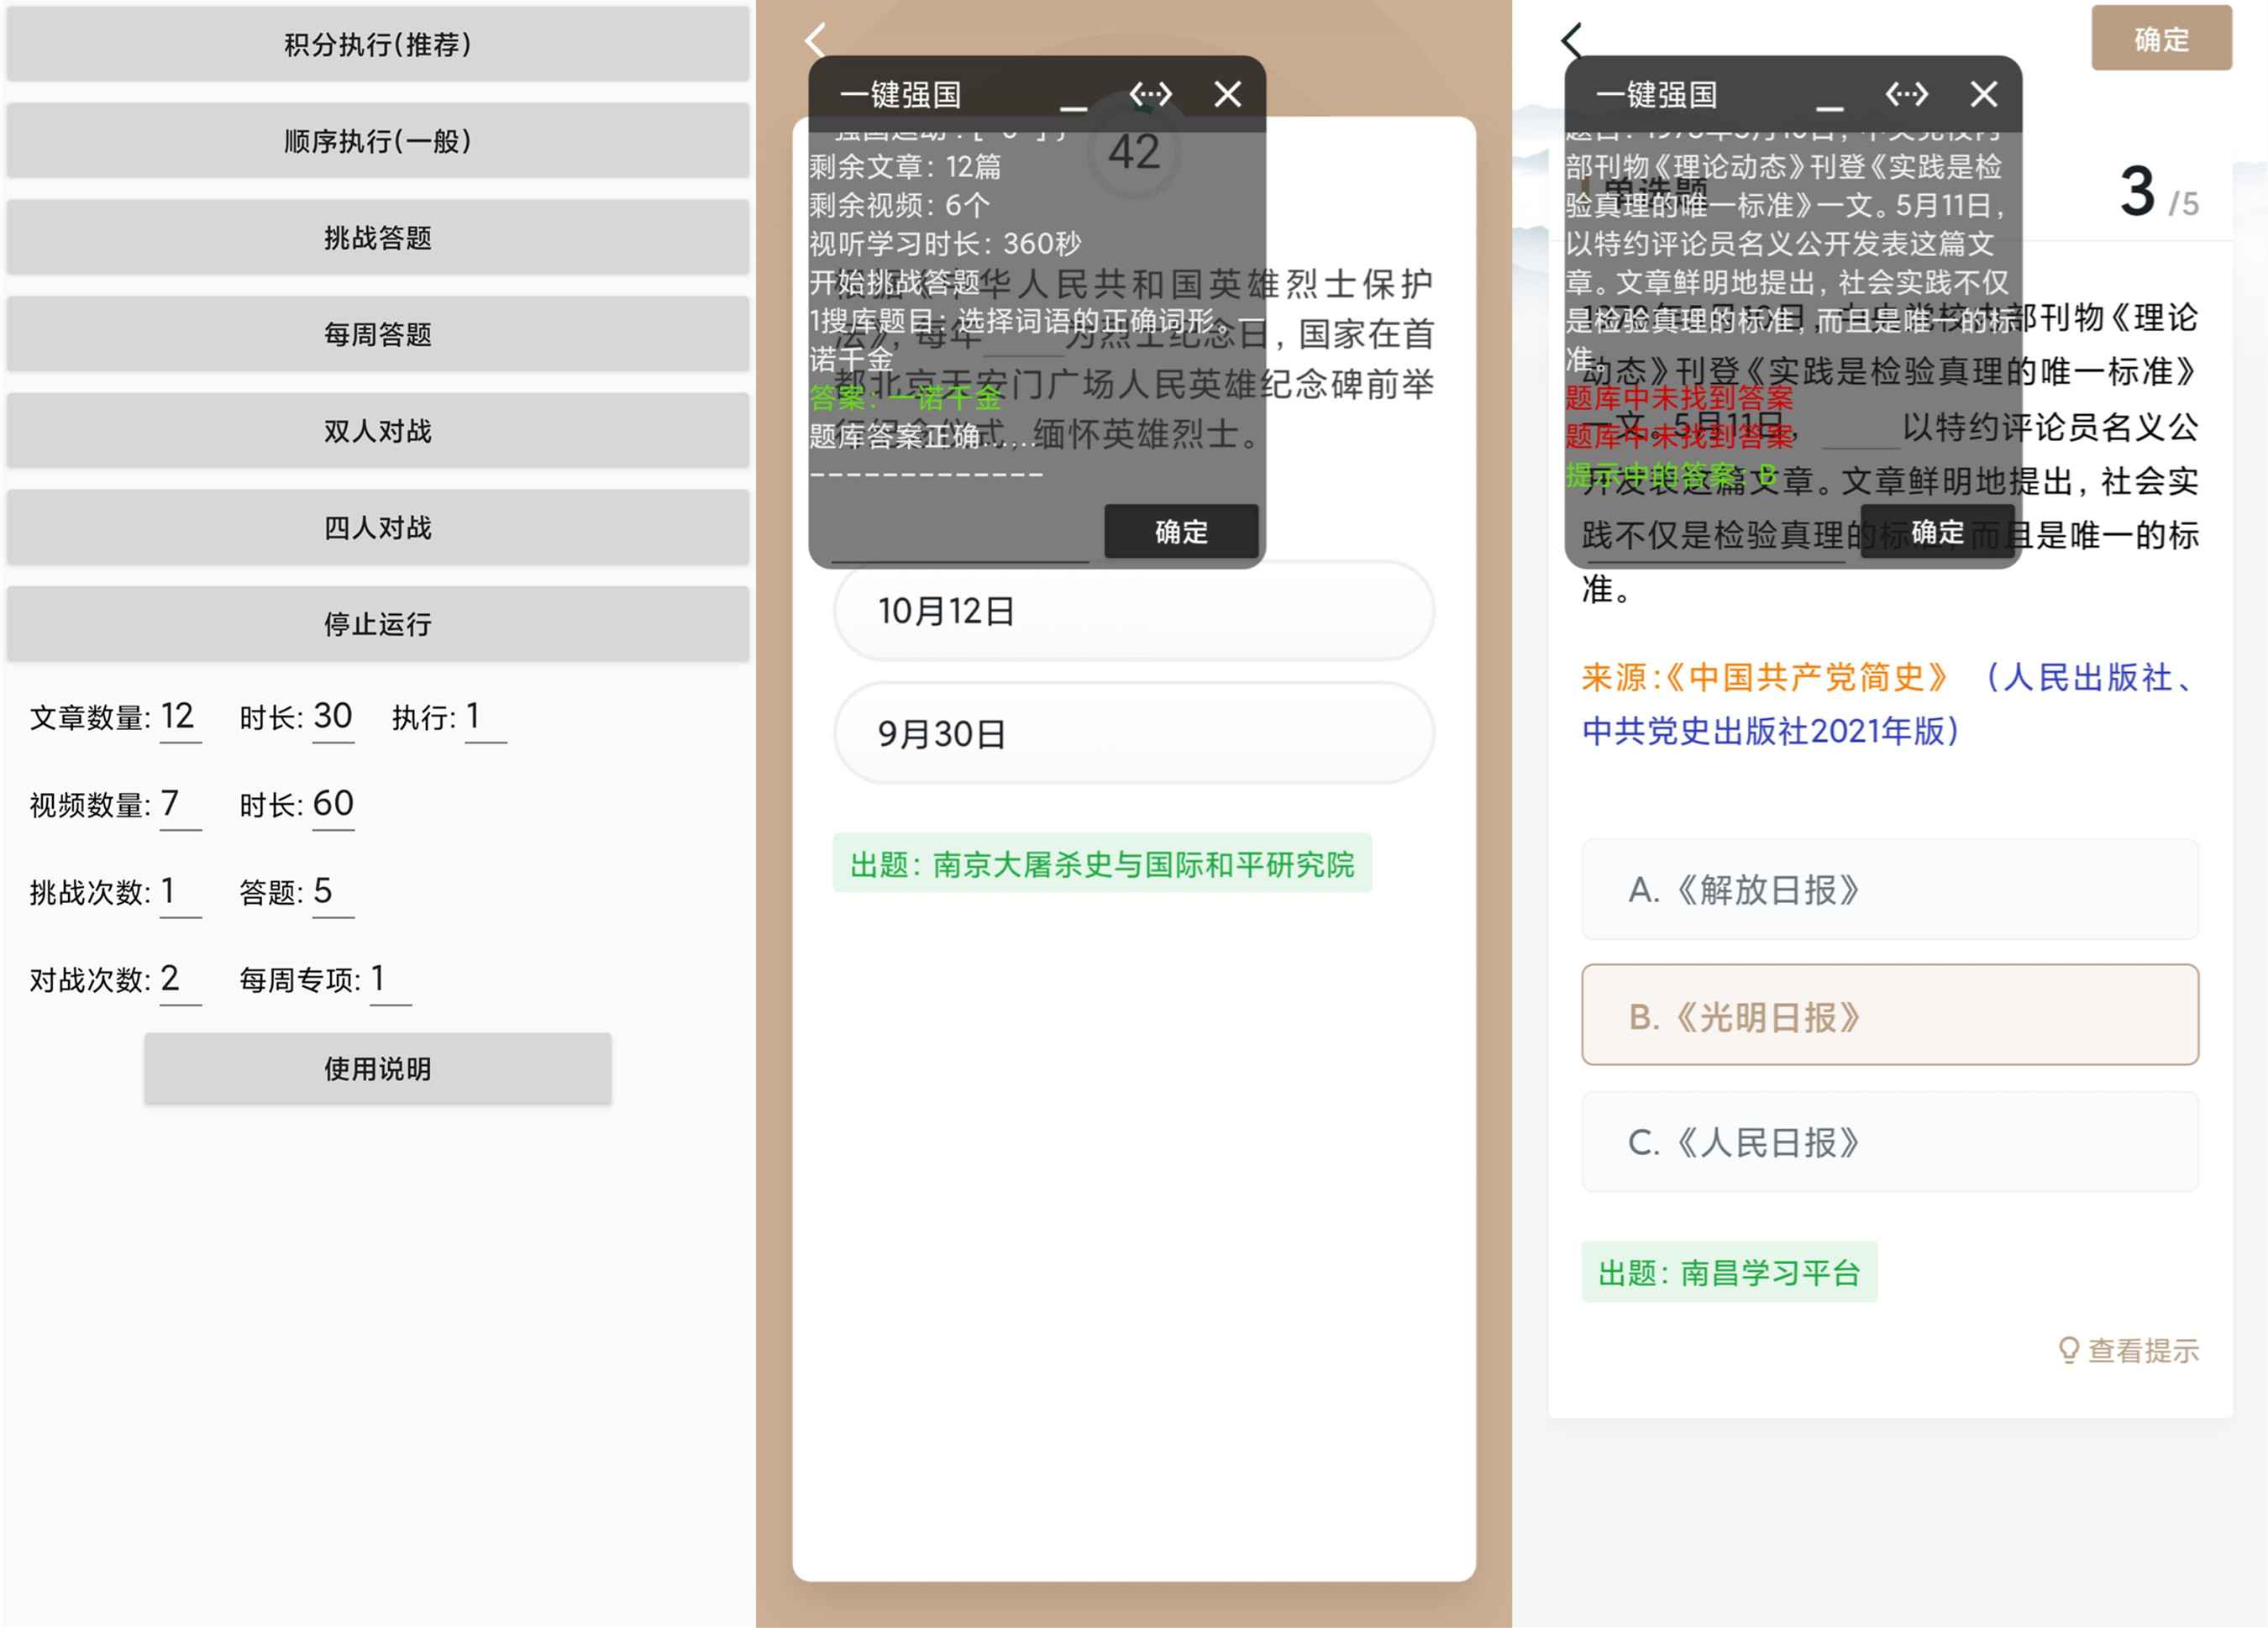 积分执行(推荐)
顺序执行(一般)
挑战答题
每周答题
双人对战
四人对战
停止运行
文章数量: 12 时长: 30 执行: 1
视频数量: 7 时长: 60
挑战次数: 1 答题: 5
对战次数: 2 每周专项: 1
使用说明
一键强国
42
剩余文章: 12篇
剩余视频: 6个
视听学习时长: 360秒
开始挑战答题
1搜库题目: 选择词语的正确词形。一
诺千金
答案: 一诺千金
题库答案正确......
-------------
确定
华人民共和国英雄烈士保护
法》, 每年____为烈士纪念日, 国家在首
都北京天安门广场人民英雄纪念碑前举
缅怀英雄烈士。
10月12日
9月30日
出题: 南京大屠杀史与国际和平研究院
确定
一键强国
部刊物《理论动态》刊登《实践是检
验真理的唯一标准》一文。5月11日,
以特约评论员名义公开发表这篇文
章。文章鲜明地提出, 社会实践不仅
是检验真理的标准, 而且是唯一的标
准。
题库中未找到答案
题库中未找到答案
提示中的答案: B
确定
单选题
3 /5
部刊物《理论
动态》刊登《实践是检验真理的唯一标准》
一文。5月11日, ____ 以特约评论员名义公
开发表这篇文章。文章鲜明地提出, 社会实
践不仅是检验真理的标准, 而且是唯一的标
准。
来源:《中国共产党简史》 (人民出版社、
中共党史出版社2021年版)
A.《解放日报》
B.《光明日报》
C.《人民日报》
出题: 南昌学习平台
查看提示